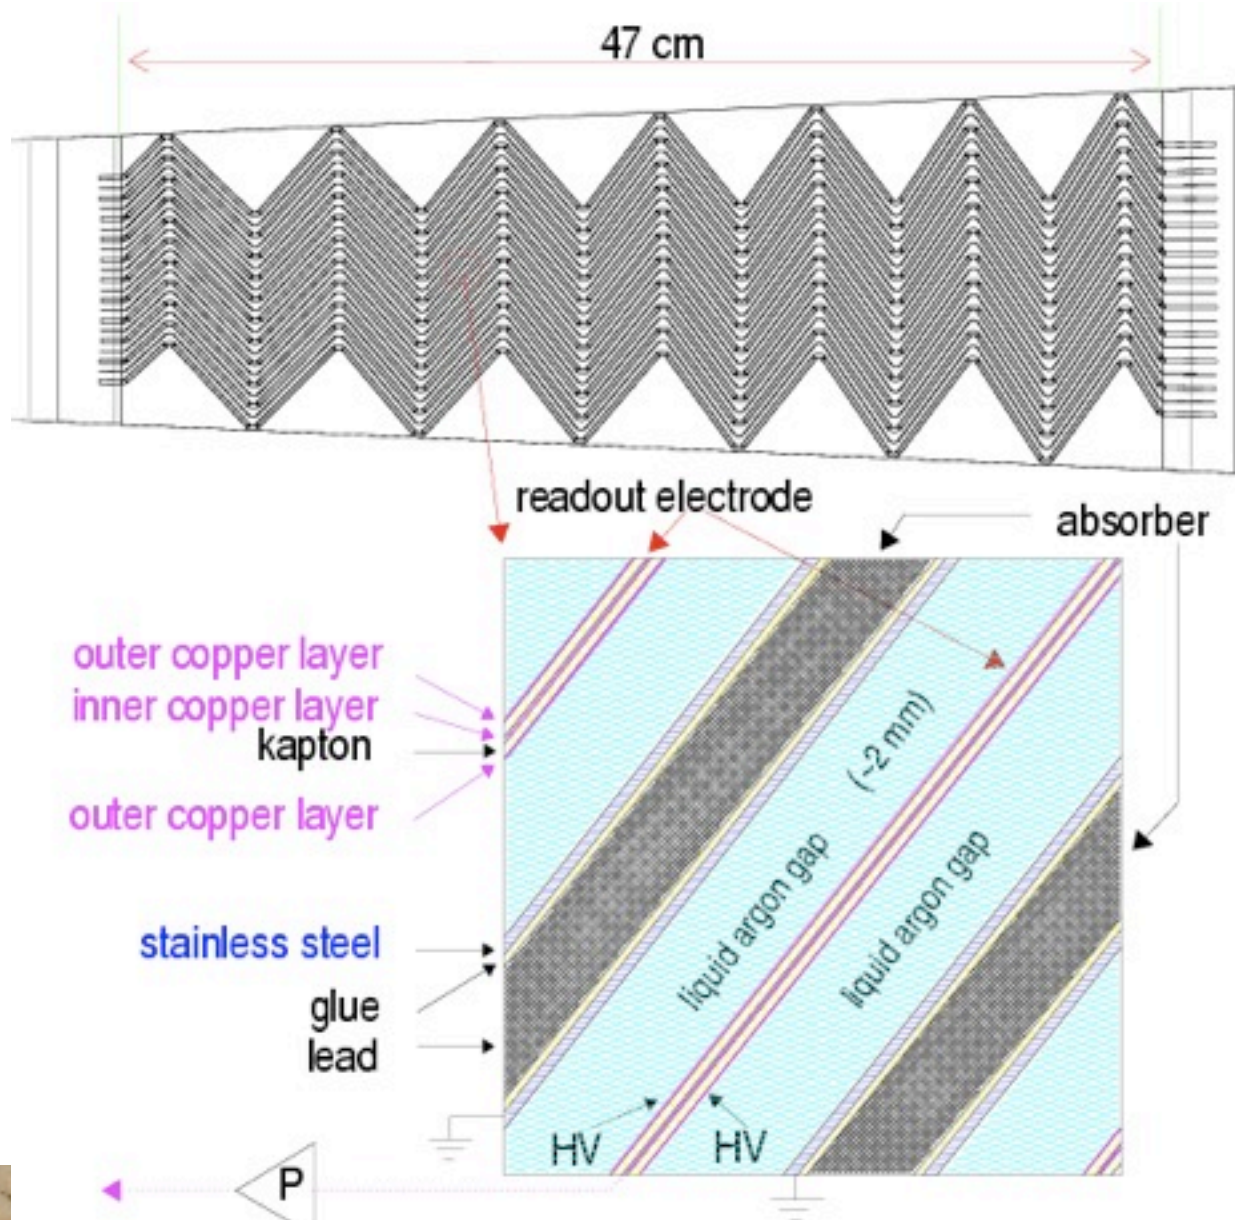 47 cm
readout electrode
absorber
outer copper layer
inner copper layer
kapton
outer copper layer
(~2 mm)
liquid argon gap
liquid argon gap
stainless steel
glue
lead
HV
HV
P